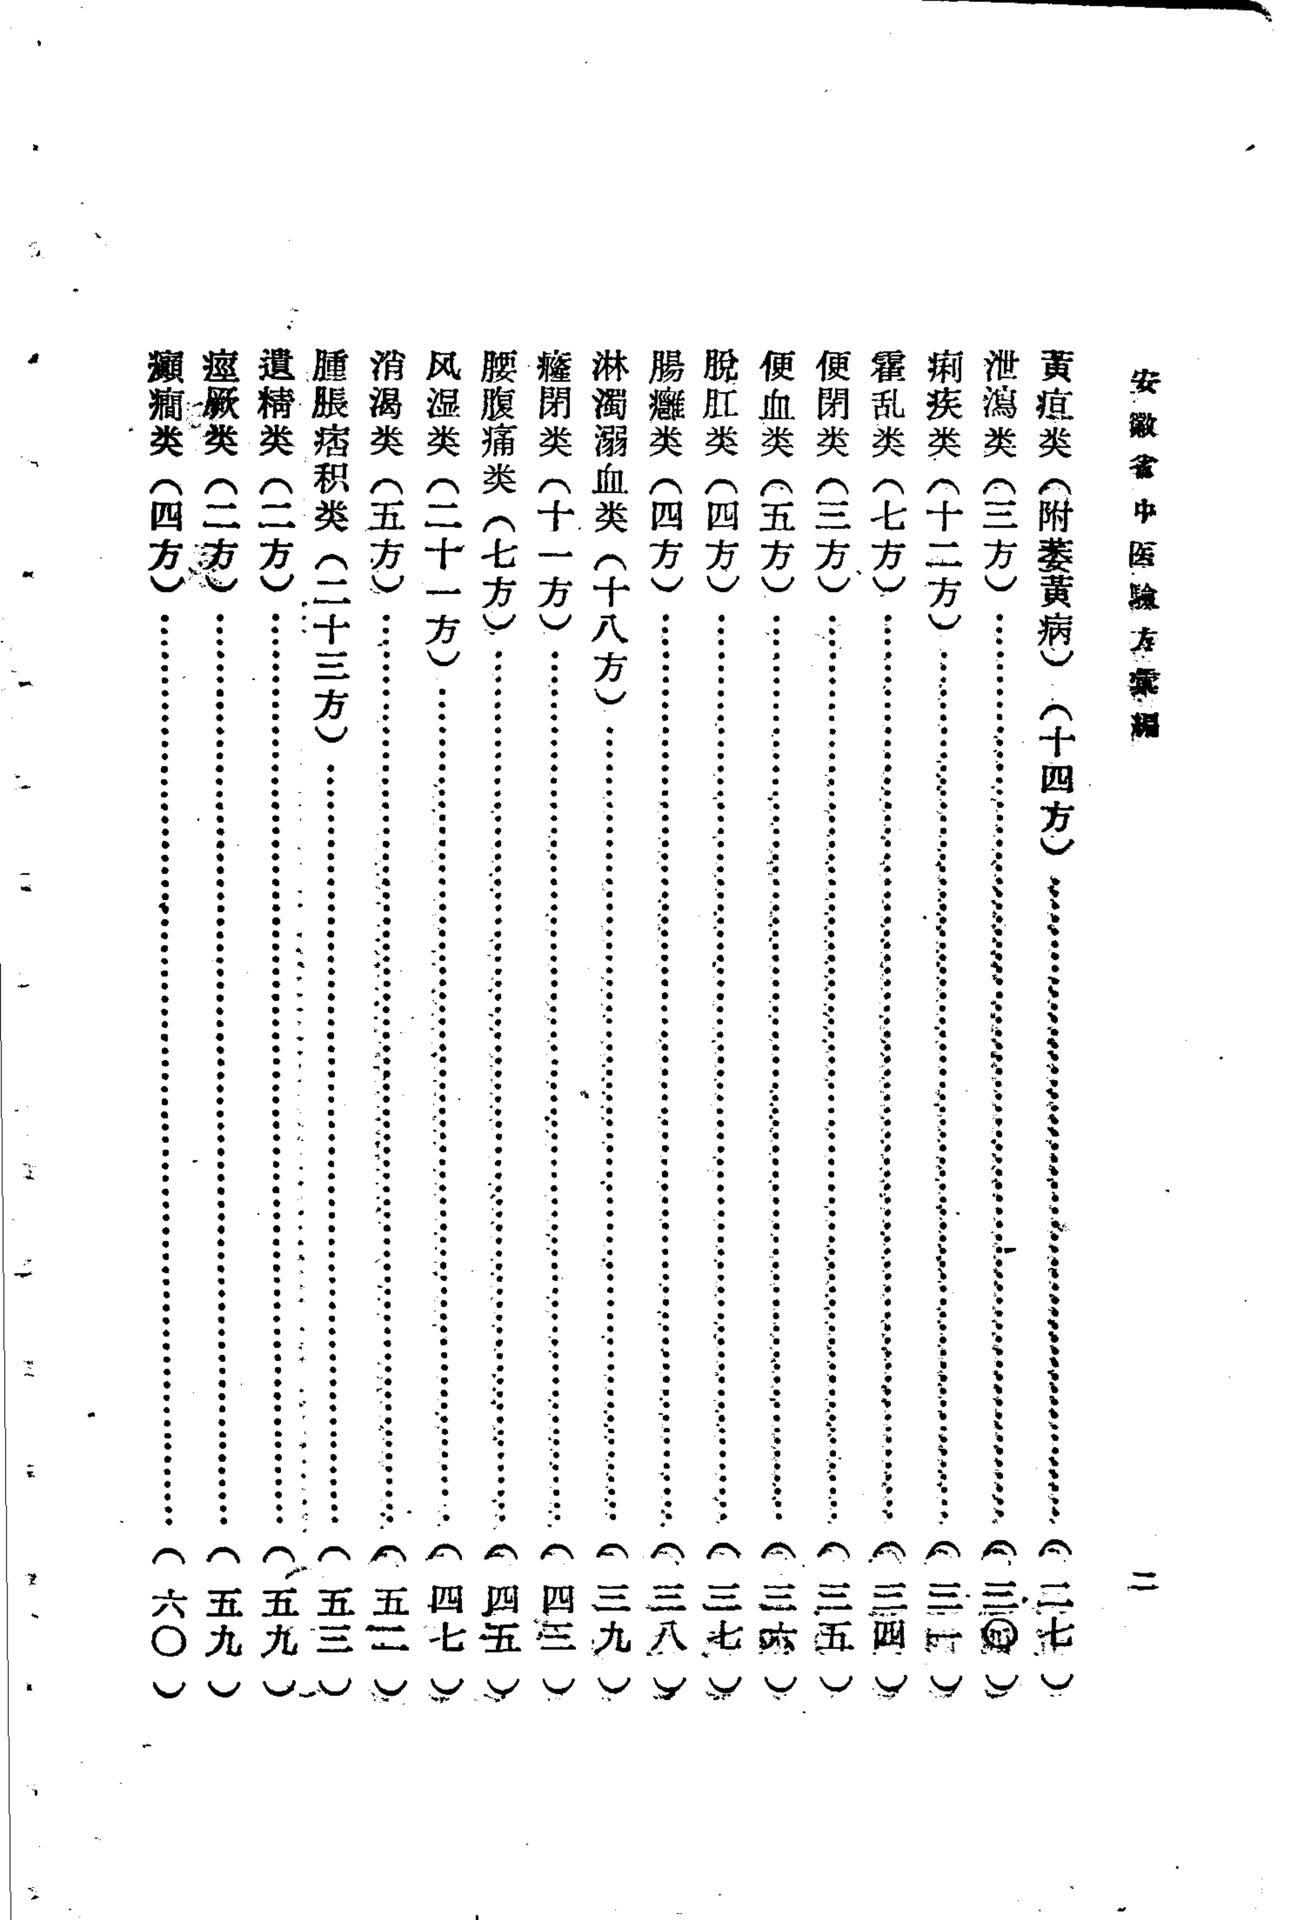 安徽省中医驗方彙編
二
黃疸类(附萎黃病)(十四方)……(二七)
泄瀉类(三方)……(三〇)
痢疾类(十二方)……(三一)
霍乱类(七方)……(三四)
便閉类(三方)……(三五)
便血类(五方)……(三六)
脫肛类(四方)……(三七)
腸癰类(四方)……(三八)
淋濁溺血类(十八方)……(三九)
癃閉类(十一方)……(四三)
腰腹痛类(七方)……(四五)
风湿类(二十一方)……(四七)
消渴类(五方)……(五二)
腫脹痞积类(二十三方)……(五三)
遺精类(二方)……(五九)
痙厥类(二方)……(五九)
癲癇类(四方)……(六〇)